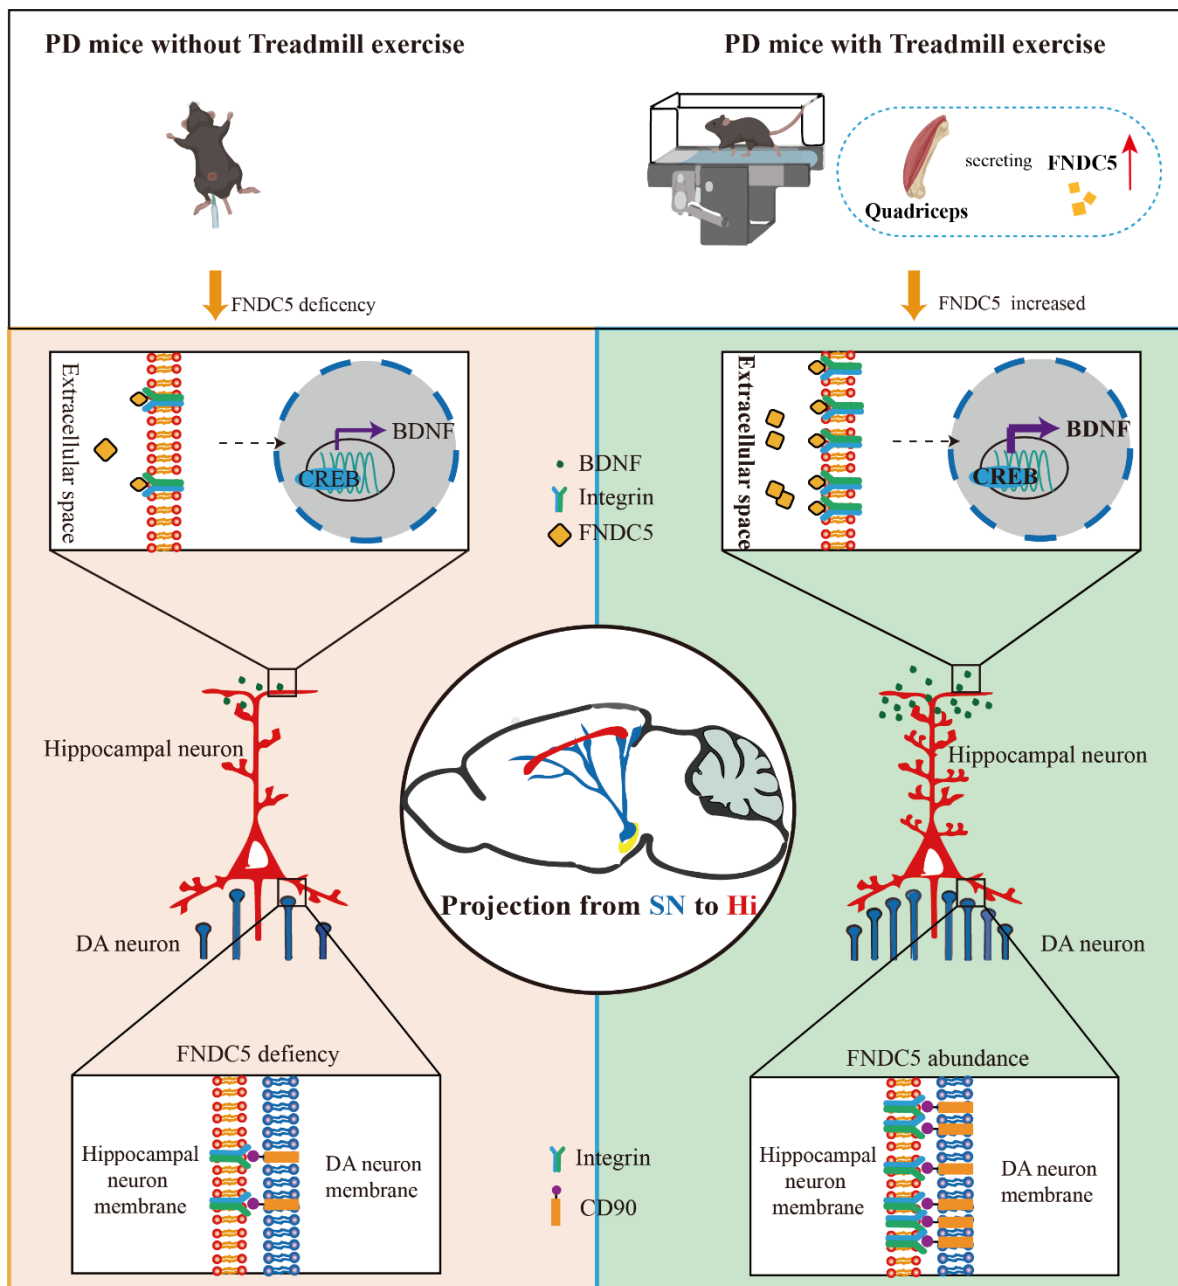 PD mice without Treadmill exercise
PD mice with Treadmill exercise
secreting
FNDC5
Quadriceps
FNDC5 deficency
FNDC5 increased
Extracellular space
BDNF
CREB
Extracellular space
BDNF
CREB
BDNF
Integrin
FNDC5
Hippocampal neuron
Hippocampal neuron
Projection from SN to Hi
DA neuron
DA neuron
FNDC5 defiency
FNDC5 abundance
Hippocampal
neuron
membrane
DA neuron
membrane
Integrin
CD90
Hippocampal
neuron
membrane
DA neuron
membrane